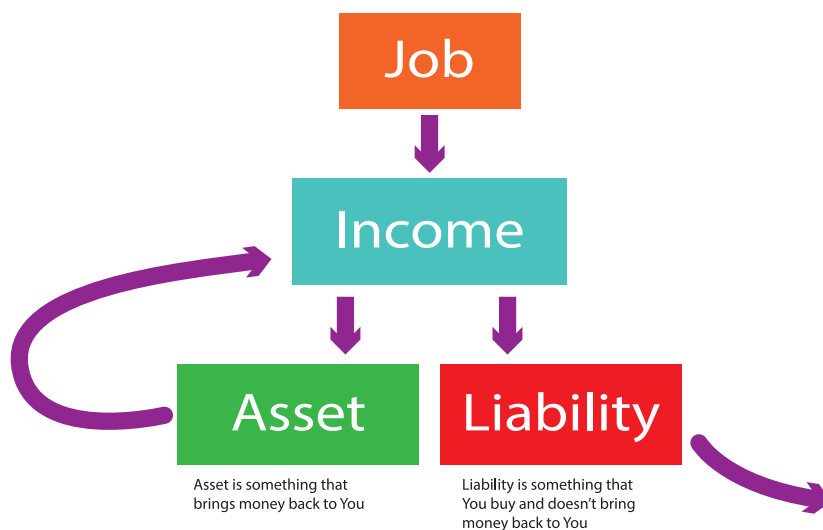 Job
Income
Asset
Liability
Asset is something that
brings money back to You
Liability is something that
You buy and doesn’t bring
money back to You